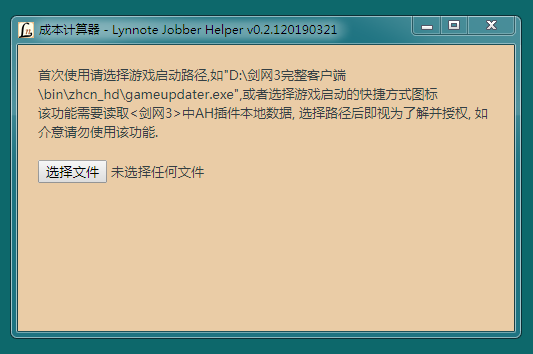 成本计算器 - Lynnote Jobber Helper v0.2.120190321
首次使用请选择游戏启动路径,如"D:\剑网3完整客户端
\bin\zhcn_hd\gameupdater.exe",或者选择游戏启动的快捷方式图标
该功能需要读取<剑网3>中AH插件本地数据, 选择路径后即视为了解并授权, 如
介意请勿使用该功能.
选择文件 未选择任何文件